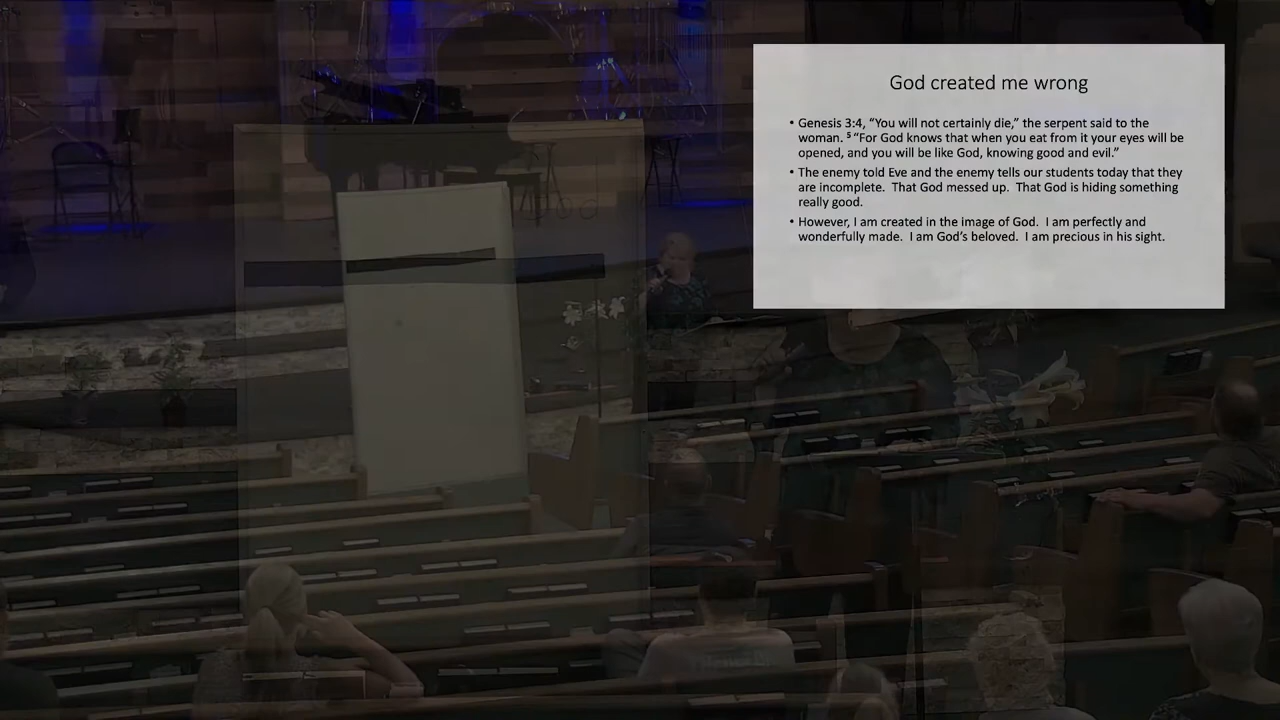 God created me wrong
• Genesis 3:4, “You will not certainly die,” the serpent said to the
woman. ⁵ “For God knows that when you eat from it your eyes will be
opened, and you will be like God, knowing good and evil.”
• The enemy told Eve and the enemy tells our students today that they
are incomplete.  That God messed up.  That God is hiding something
really good.
• However, I am created in the image of God.  I am perfectly and
wonderfully made.  I am God’s beloved.  I am precious in his sight.